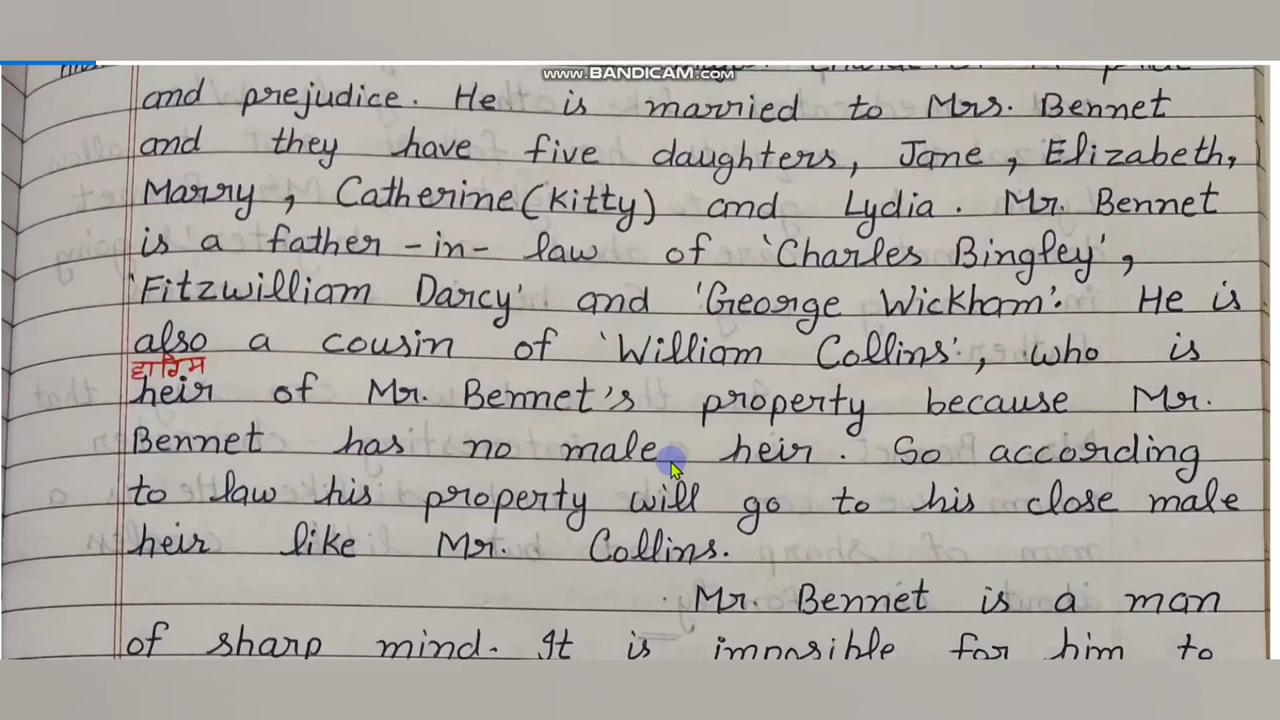 www.BANDICAM.com
and prejudice. He is married to Mrs. Bennet
and they have five daughters, Jane, Elizabeth,
Marry, Catherine(Kitty) and Lydia. Mr. Bennet
is a father-in-law of 'Charles Bingley',
'Fitzwilliam Darcy' and 'George Wickham'. He is
also a cousin of 'William Collins', who is
ਵਾਰਿਸ
heir of Mr. Bennet's property because Mr.
Bennet has no male heir. So according
to law his property will go to his close male
heir like Mr. Collins.
Mr. Bennet is a man
of sharp mind. It is impossible for him to